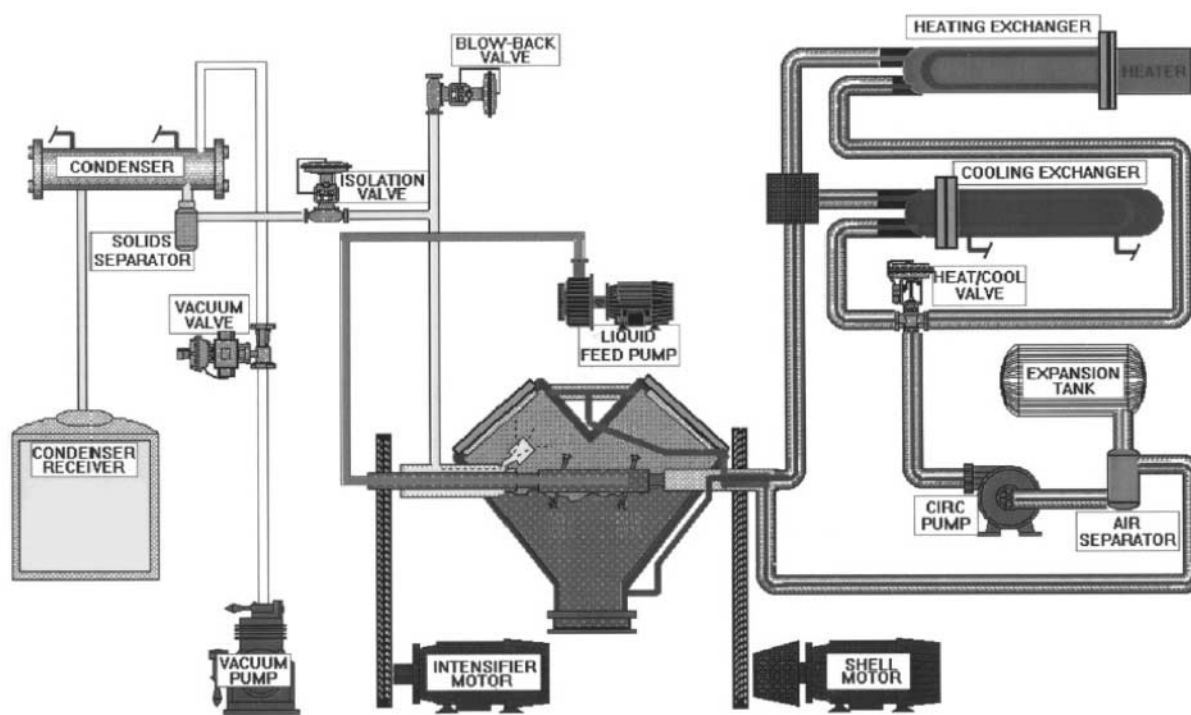 HEATING EXCHANGER
HEATER
BLOW-BACK
VALVE
CONDENSER
ISOLATION
VALVE
COOLING EXCHANGER
SOLIDS
SEPARATOR
HEAT/COOL
VALVE
VACUUM
VALVE
LIQUID
FEED PUMP
EXPANSION
TANK
CONDENSER
RECEIVER
CIRC
PUMP
AIR
SEPARATOR
VACUUM
PUMP
INTENSIFIER
MOTOR
SHELL
MOTOR